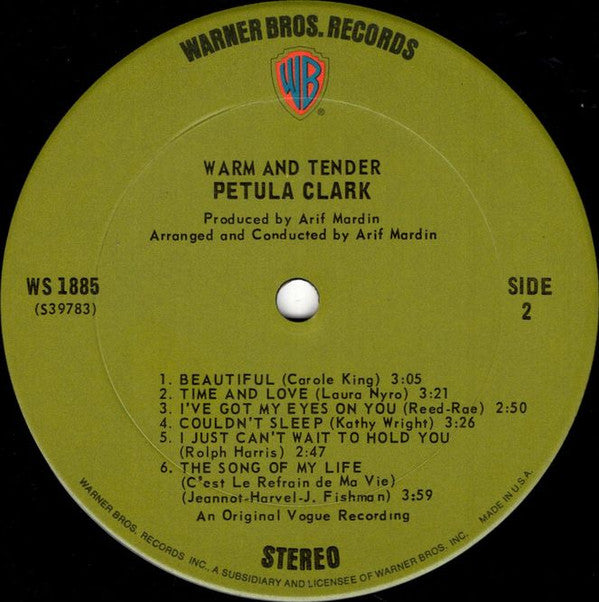 WARNER BROS. RECORDS
WB
®
WARM AND TENDER
PETULA CLARK
Produced by Arif Mardin
Arranged and Conducted by Arif Mardin
WS 1885
(S39783)
SIDE
2
1. BEAUTIFUL (Carole King) 3:05
2. TIME AND LOVE (Laura Nyro) 3:21
3. I'VE GOT MY EYES ON YOU (Reed-Rae) 2:50
4. COULDN'T SLEEP (Kathy Wright) 3:26
5. I JUST CAN'T WAIT TO HOLD YOU
(Rolph Harris) 2:47
6. THE SONG OF MY LIFE
(C'est Le Refrain de Ma Vie)
(Jeannot-Harvel-J. Fishman) 3:59
An Original Vogue Recording
STEREO
WARNER BROS. RECORDS INC., A SUBSIDIARY AND LICENSEE OF WARNER BROS. INC. MADE IN U.S.A.